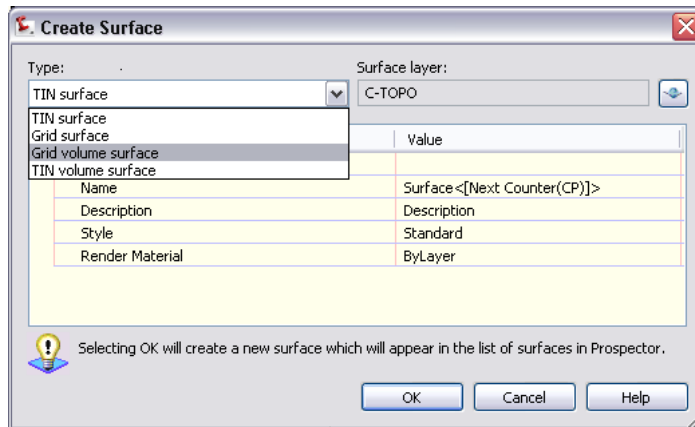 Create Surface
Type:
Surface layer:
TIN surface
C-TOPO
TIN surface
Grid surface
Grid volume surface
TIN volume surface
Value
Name Surface<[Next Counter(CP)]>
Description Description
Style Standard
Render Material ByLayer
Selecting OK will create a new surface which will appear in the list of surfaces in Prospector.
OK Cancel Help